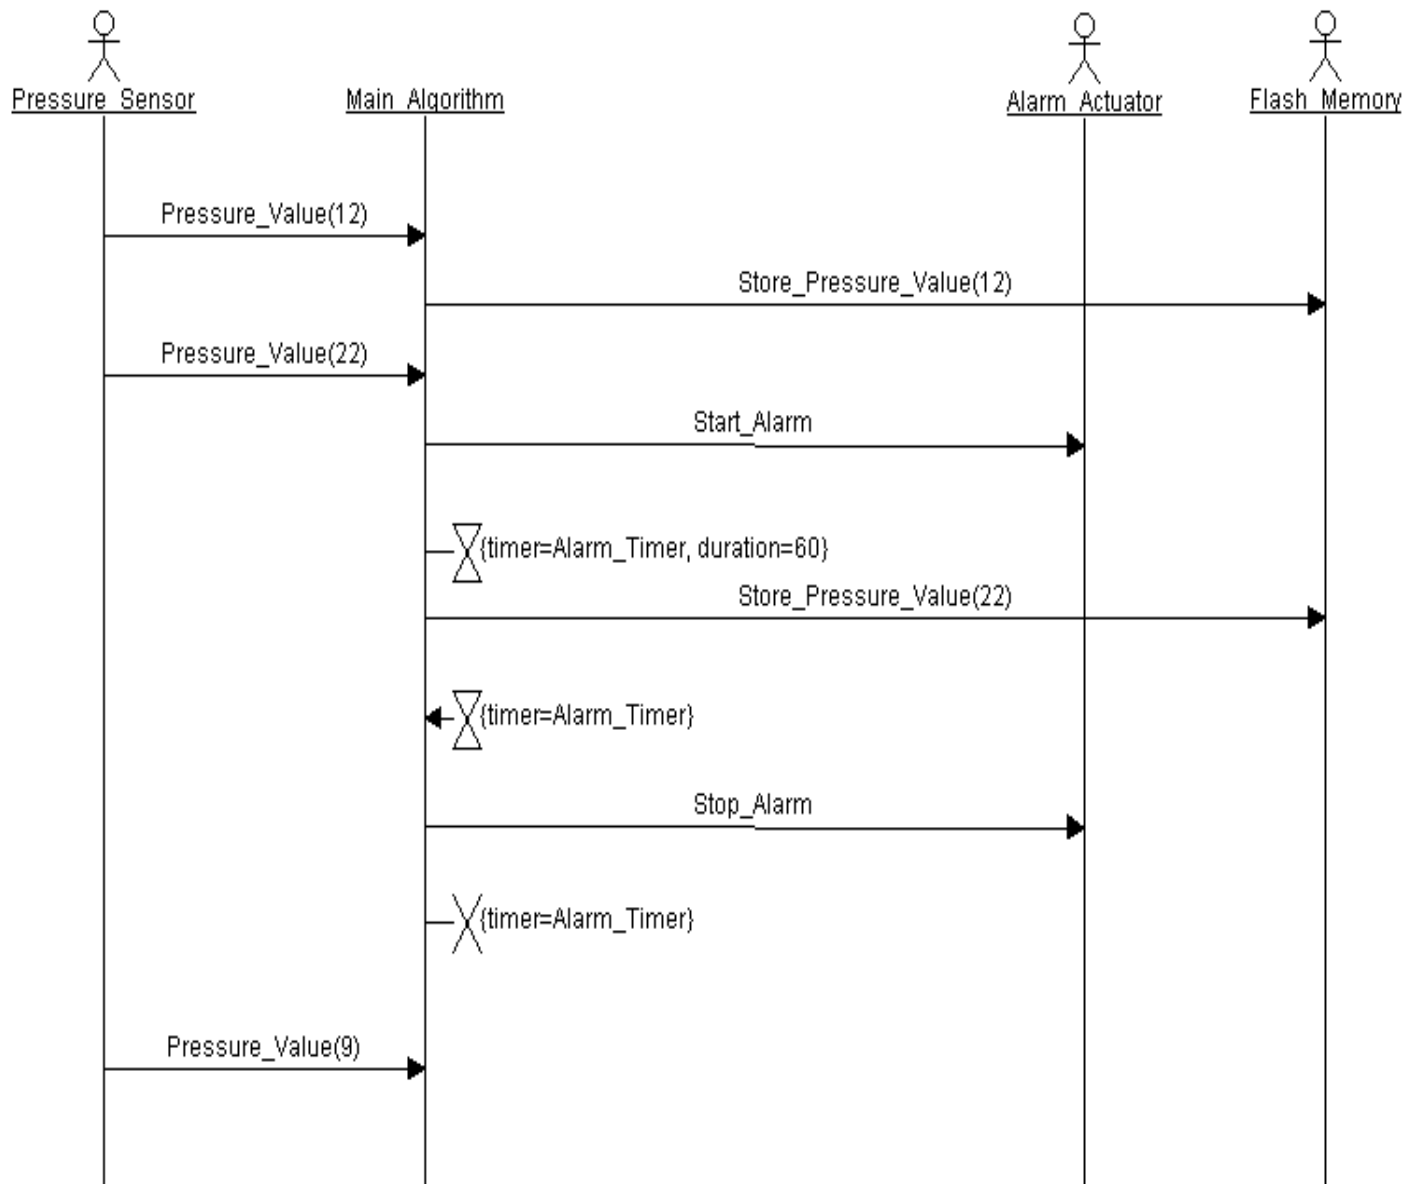 Pressure_Sensor
Main_Algorithm
Alarm_Actuator
Flash_Memory
Pressure_Value(12)
Store_Pressure_Value(12)
Pressure_Value(22)
Start_Alarm
{timer=Alarm_Timer, duration=60}
Store_Pressure_Value(22)
{timer=Alarm_Timer}
Stop_Alarm
{timer=Alarm_Timer}
Pressure_Value(9)